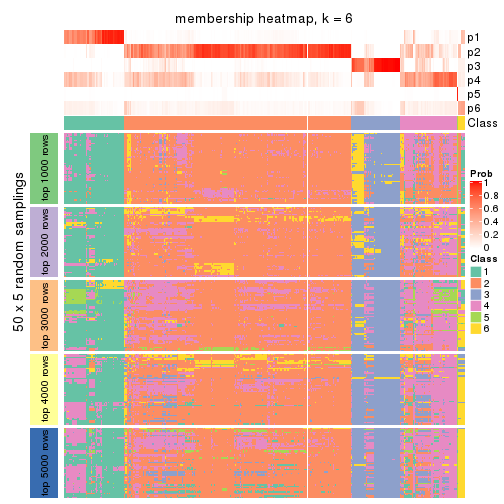 membership heatmap, k = 6
p1
p2
p3
p4
p5
p6
Class
50 x 5 random samplings
top 1000 rows
top 2000 rows
top 3000 rows
top 4000 rows
top 5000 rows
Prob
1
0.8
0.6
0.4
0.2
0
Class
1
2
3
4
5
6